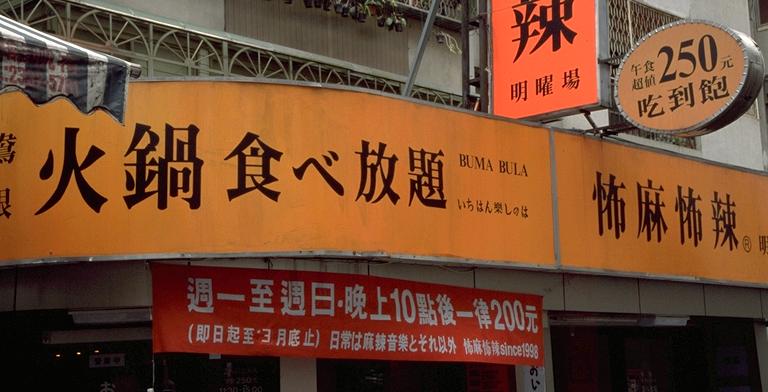 辣
明曜場
午食
超値250元
吃到飽
火鍋食べ放題
BUMA BULA
いちはん樂しのは
怖麻怖辣®明
週一至週日·晚上10點後一律200元
(即日起至3月底止) 日常は麻辣音樂とそれ以外 怖麻怖辣since1998